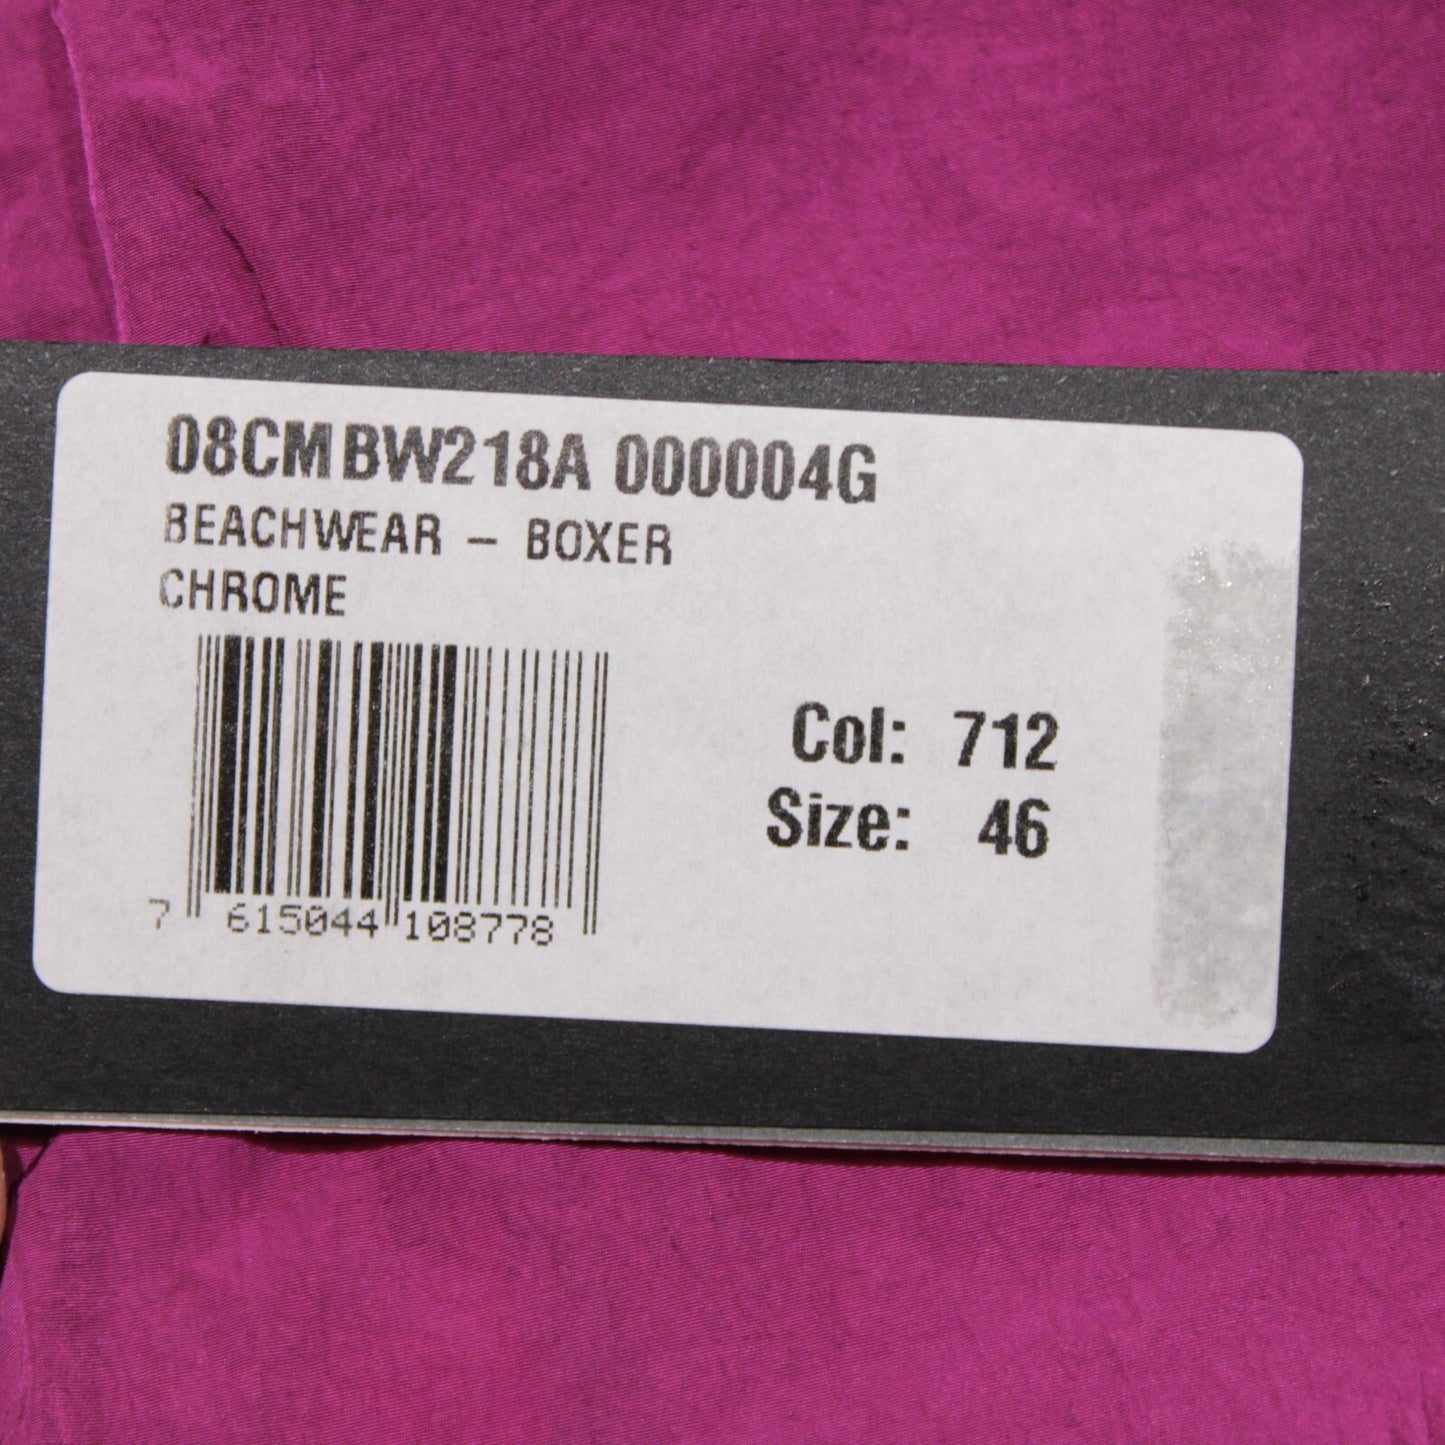 08CMBW218A 000004G
BEACHWEAR - BOXER
CHROME
Col: 712
Size: 46
7 615044 108778